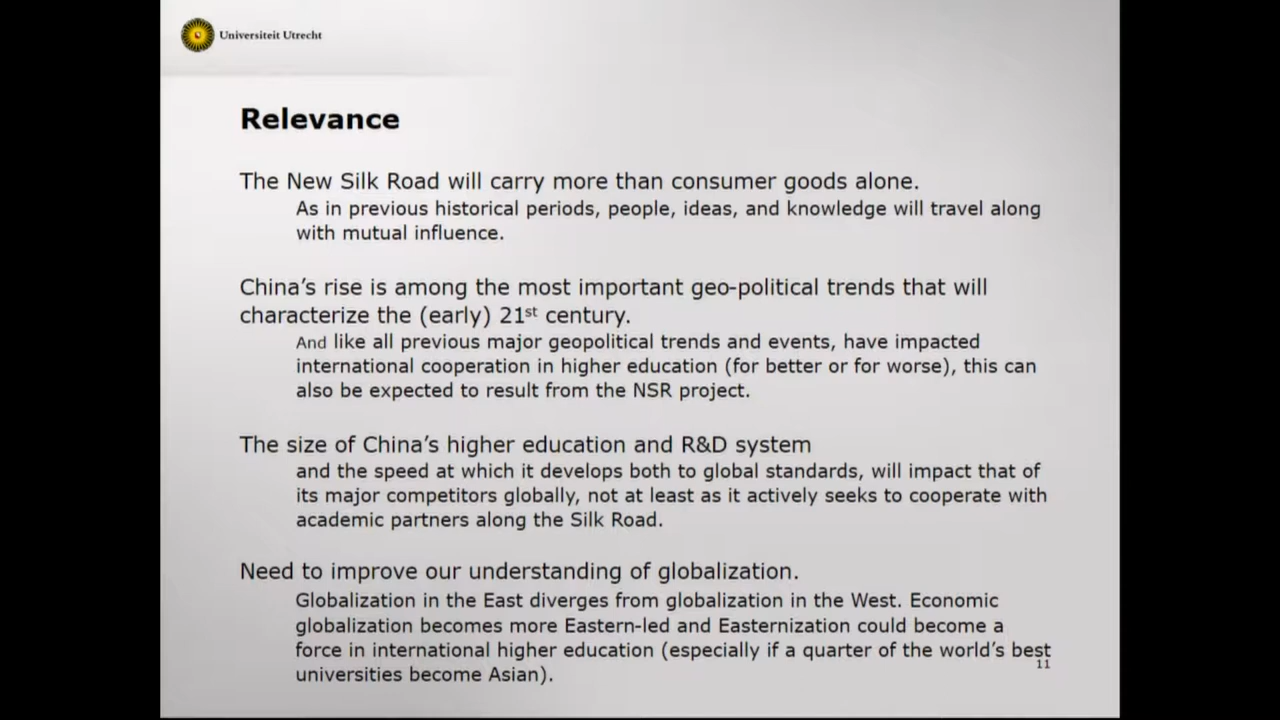 Universiteit Utrecht
Relevance
The New Silk Road will carry more than consumer goods alone.
As in previous historical periods, people, ideas, and knowledge will travel along
with mutual influence.
China's rise is among the most important geo-political trends that will
characterize the (early) 21st century.
And like all previous major geopolitical trends and events, have impacted
international cooperation in higher education (for better or for worse), this can
also be expected to result from the NSR project.
The size of China's higher education and R&D system
and the speed at which it develops both to global standards, will impact that of
its major competitors globally, not at least as it actively seeks to cooperate with
academic partners along the Silk Road.
Need to improve our understanding of globalization.
Globalization in the East diverges from globalization in the West. Economic
globalization becomes more Eastern-led and Easternization could become a
force in international higher education (especially if a quarter of the world's best
universities become Asian).
11